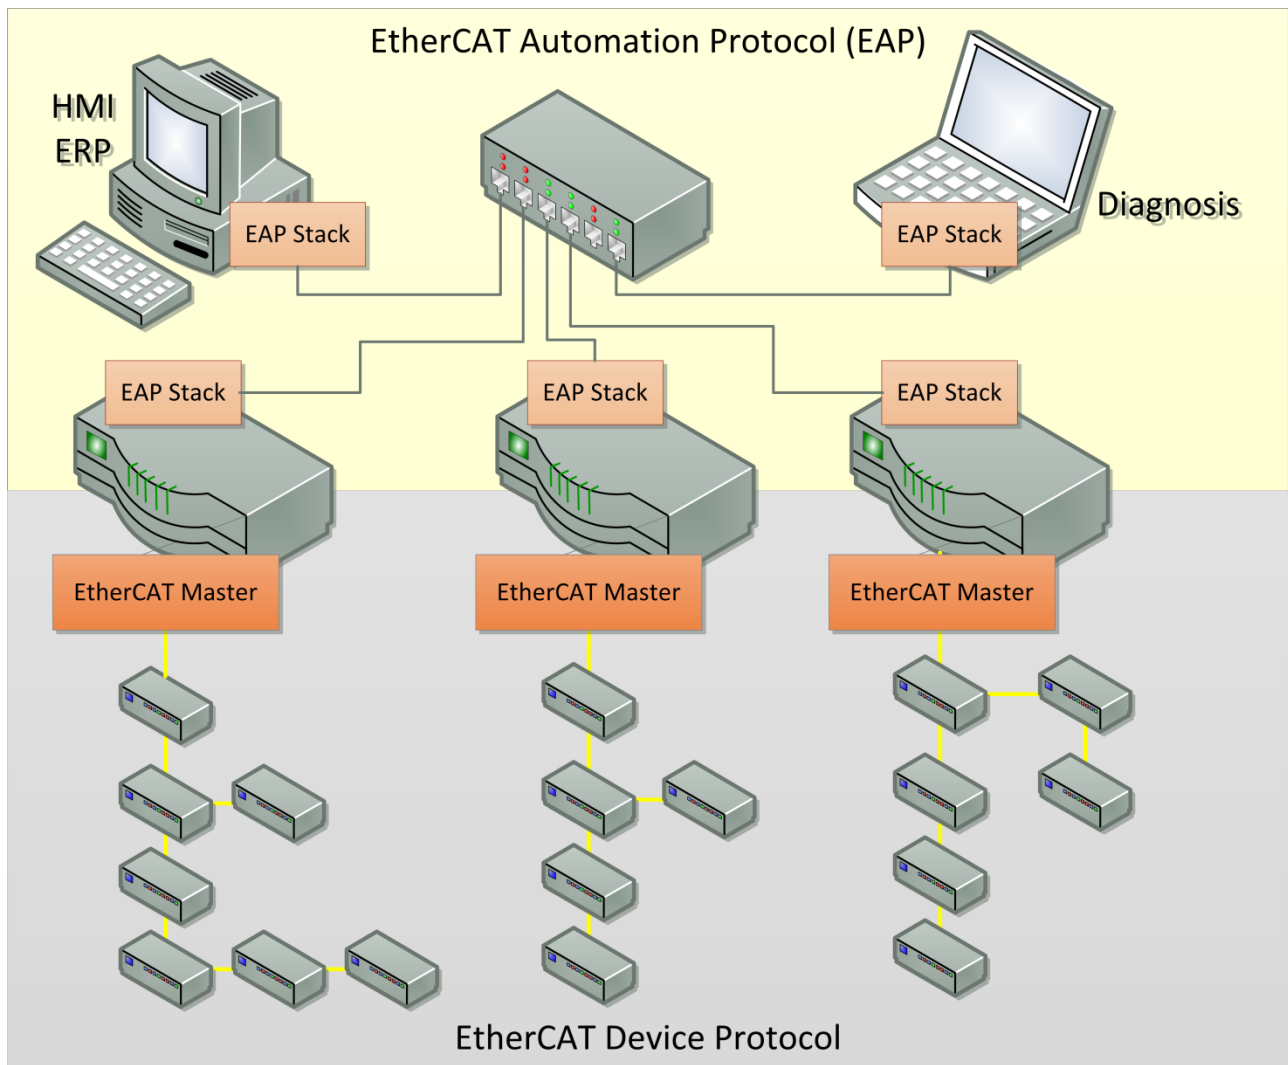 EtherCAT Automation Protocol (EAP)
HMI
ERP
EAP Stack
EAP Stack
Diagnosis
EAP Stack
EAP Stack
EAP Stack
EtherCAT Master
EtherCAT Master
EtherCAT Master
EtherCAT Device Protocol